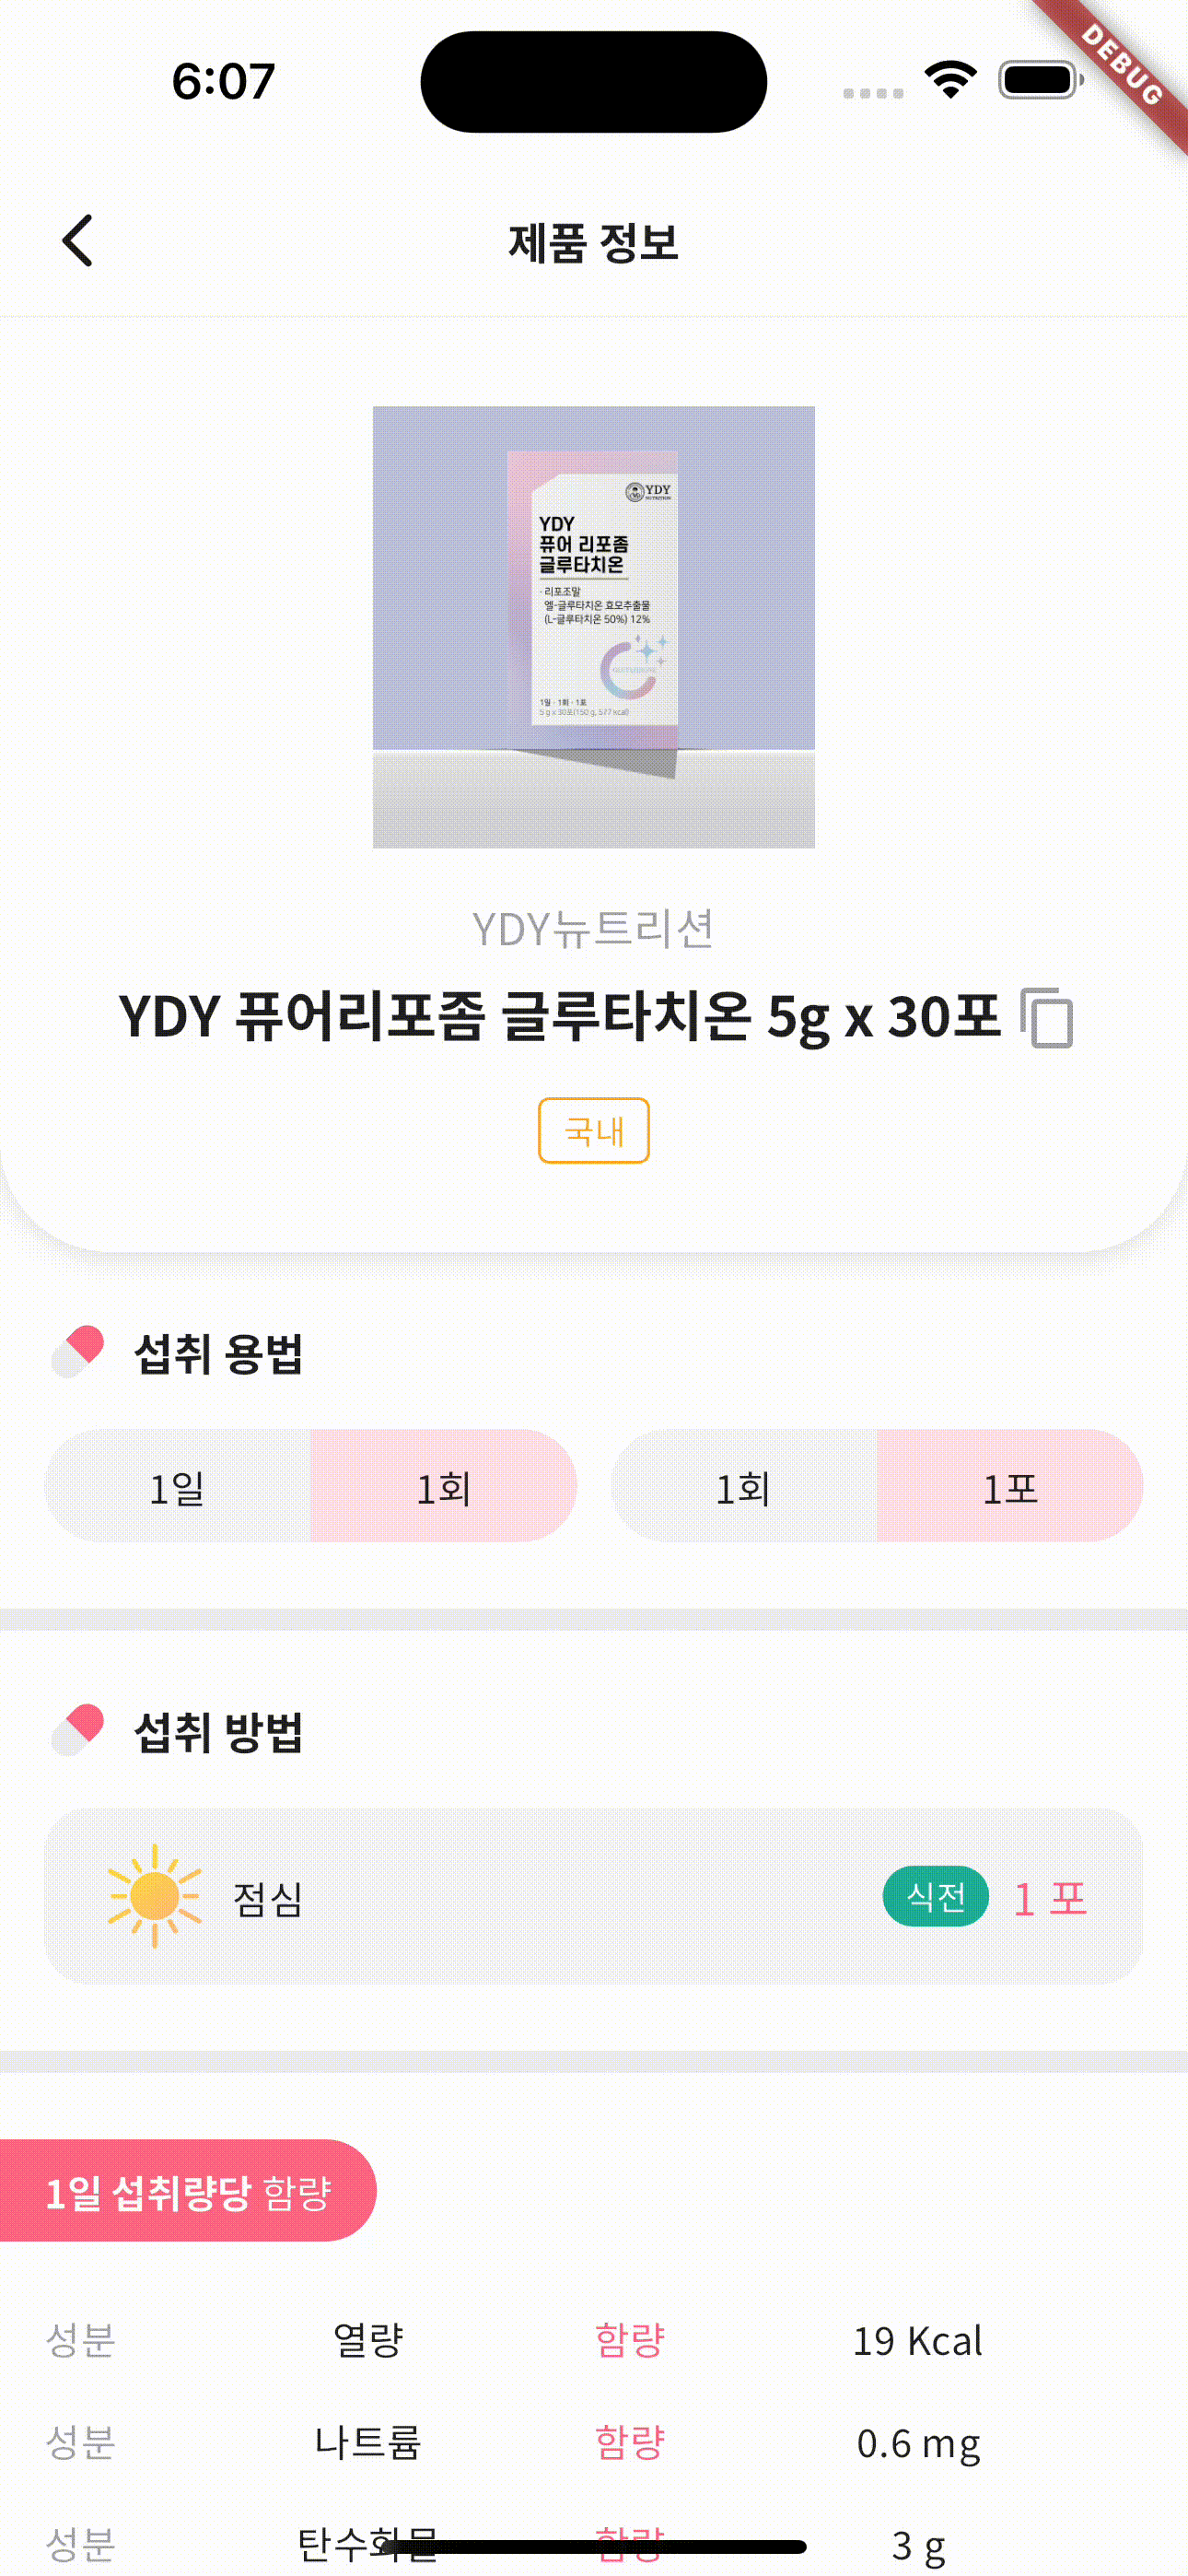 6:07
DEBUG
제품 정보
YDY
NUTRITION
YDY
퓨어 리포좀
글루타치온
· 리포조말
엘-글루타치온 효모추출물
(L-글루타치온 50%) 12%
1일 · 1회 · 1포
5 g x 30포(150 g, 577 kcal)
YDY뉴트리션
YDY 퓨어리포좀 글루타치온 5g x 30포
국내
섭취 용법
1일 1회 1회 1포
섭취 방법
점심 식전 1 포
1일 섭취량당 함량
성분 열량 함량 19 Kcal
성분 나트륨 함량 0.6 mg
성분 탄수화물 함량 3 g